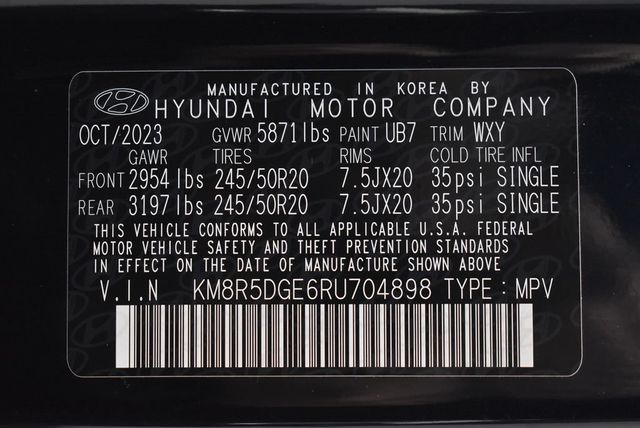 MANUFACTURED IN KOREA BY
HYUNDAI MOTOR COMPANY
OCT/2023 GVWR 5871lbs PAINT UB7 TRIM WXY
GAWR TIRES RIMS COLD TIRE INFL
FRONT 2954lbs 245/50R20 7.5JX20 35psi SINGLE
REAR 3197lbs 245/50R20 7.5JX20 35psi SINGLE
THIS VEHICLE CONFORMS TO ALL APPLICABLE U.S.A. FEDERAL
MOTOR VEHICLE SAFETY AND THEFT PREVENTION STANDARDS
IN EFFECT ON THE DATE OF MANUFACTURE SHOWN ABOVE
V.I.N KM8R5DGE6RU704898 TYPE : MPV